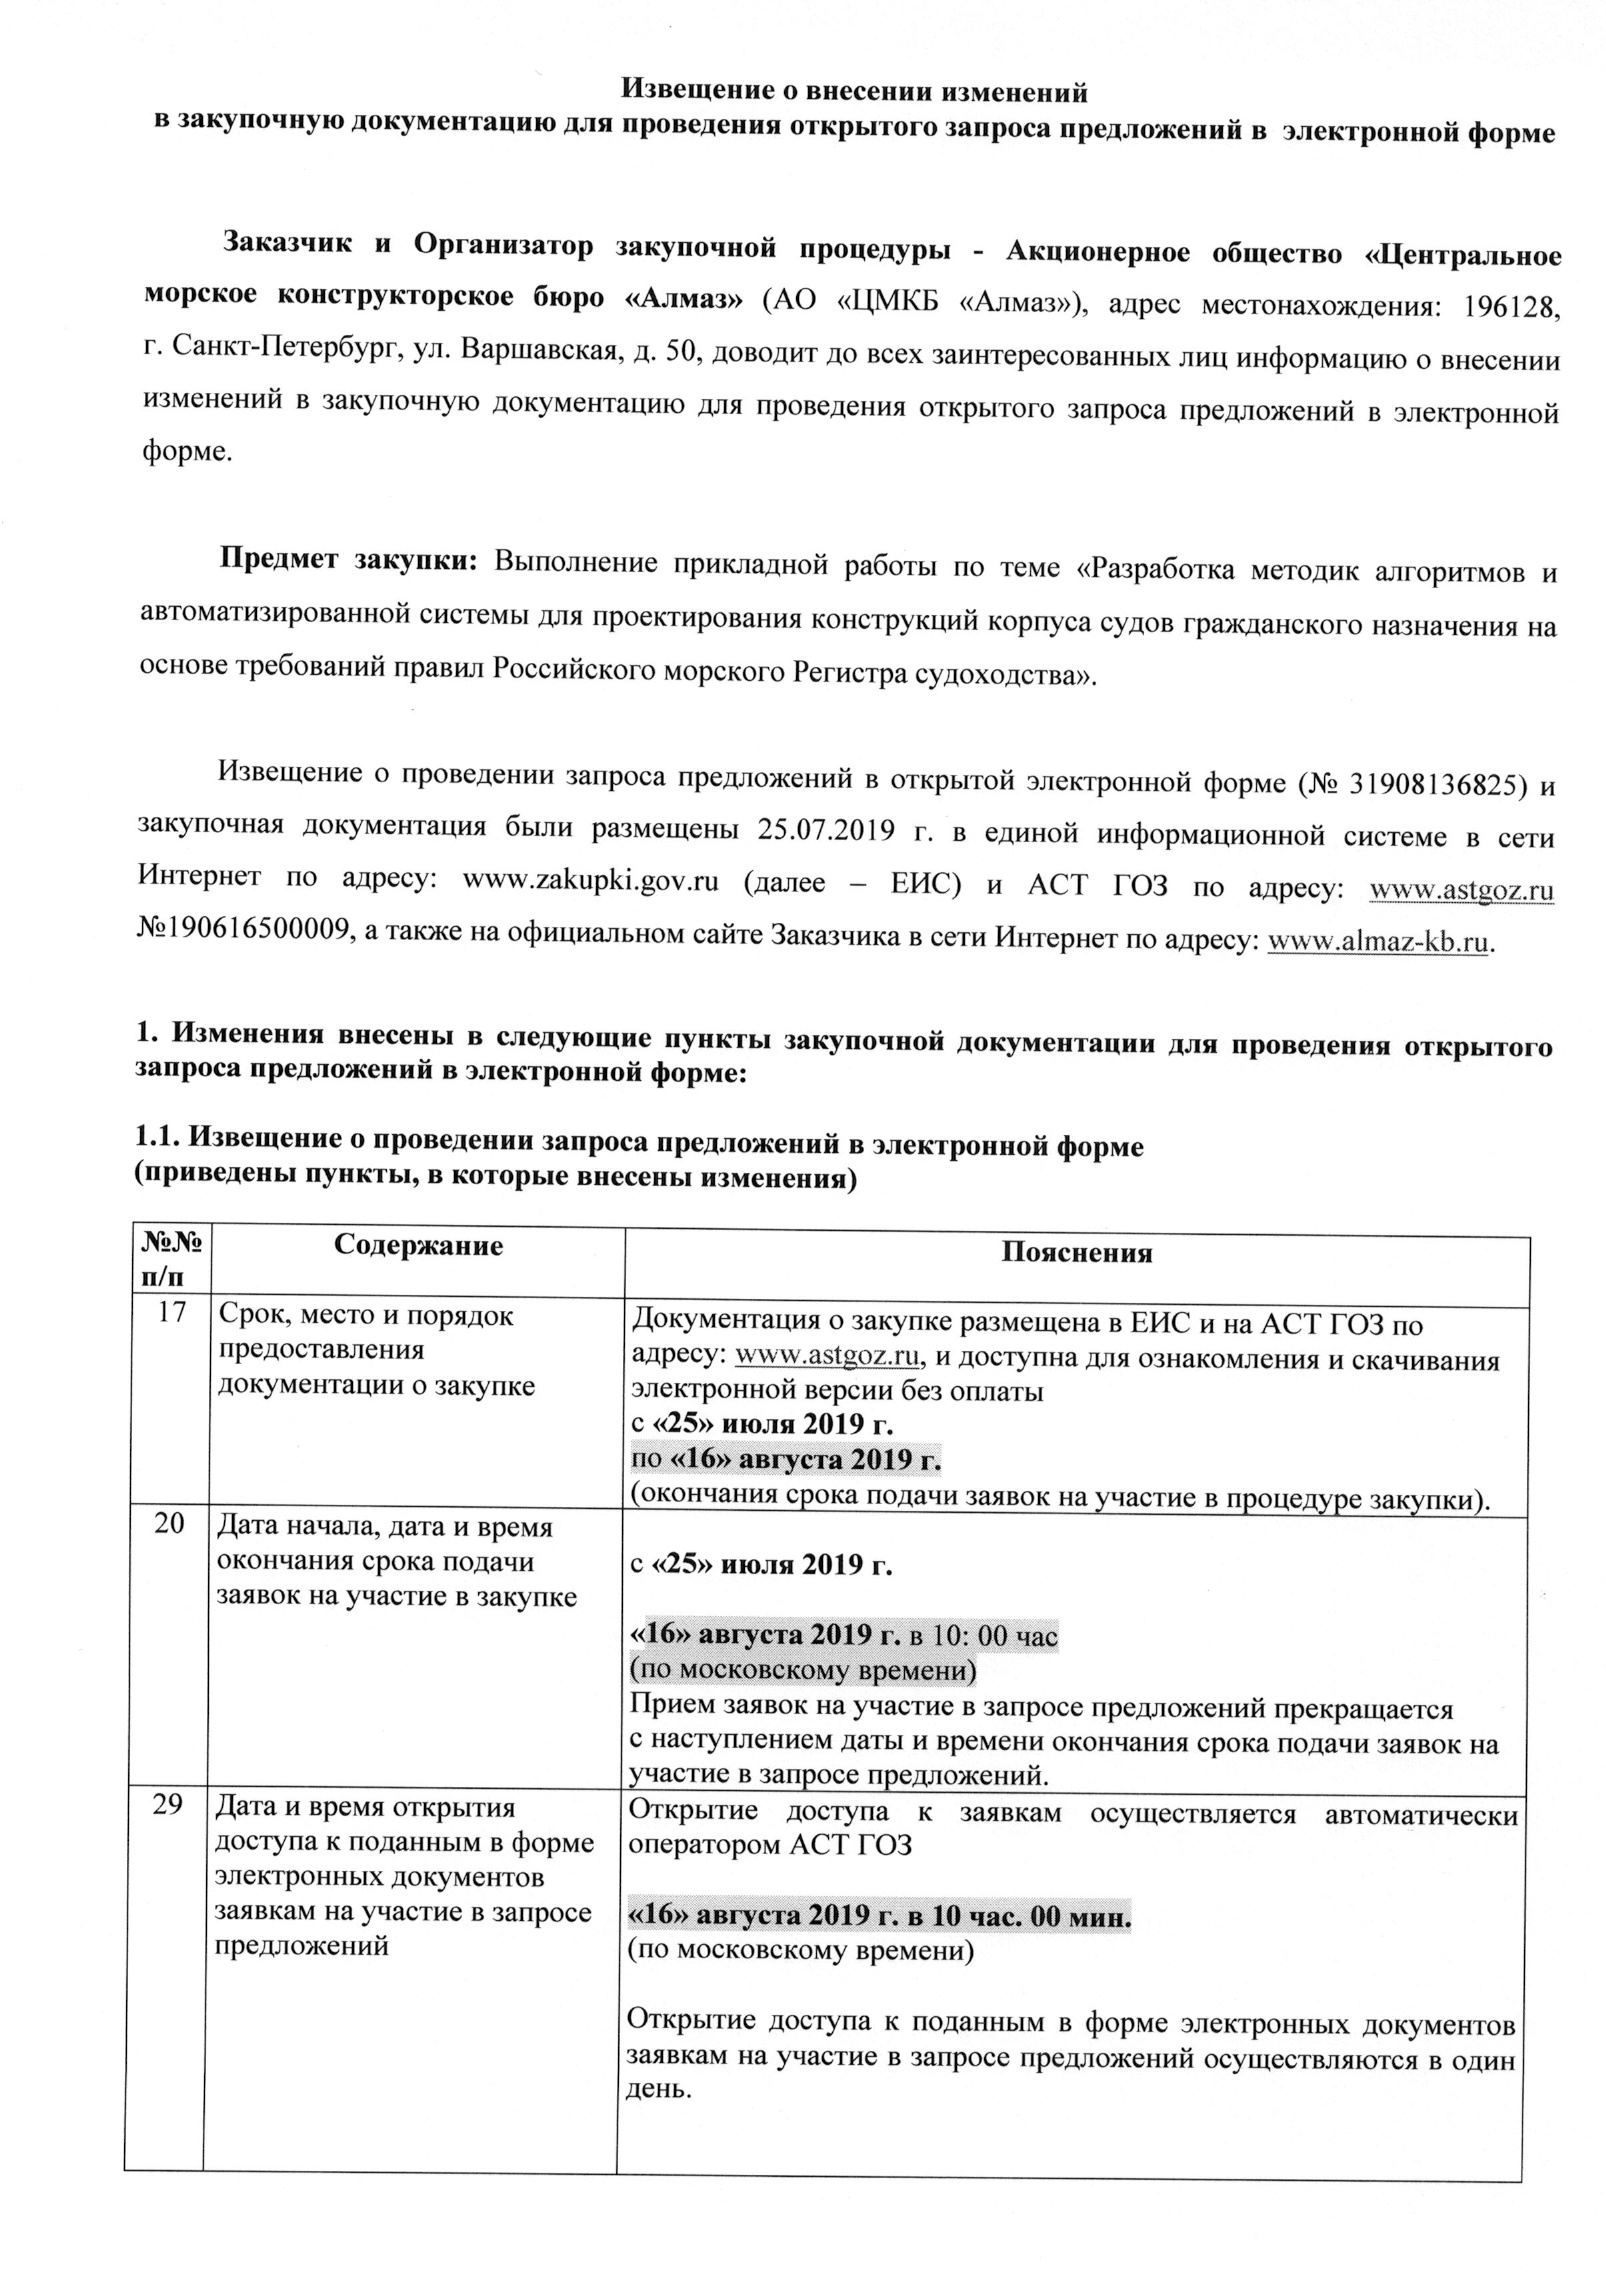 Извещение о внесении изменений
в закупочную документацию для проведения открытого запроса предложений в электронной форме
Заказчик и Организатор закупочной процедуры - Акционерное общество «Центральное
морское конструкторское бюро «Алмаз» (АО «ЦМКБ «Алмаз»), адрес местонахождения: 196128,
г. Санкт-Петербург, ул. Варшавская, д. 50, доводит до всех заинтересованных лиц информацию о внесении
изменений в закупочную документацию для проведения открытого запроса предложений в электронной
форме.
Предмет закупки: Выполнение прикладной работы по теме «Разработка методик алгоритмов и
автоматизированной системы для проектирования конструкций корпуса судов гражданского назначения на
основе требований правил Российского морского Регистра судоходства».
Извещение о проведении запроса предложений в открытой электронной форме (№ 31908136825) и
закупочная документация были размещены 25.07.2019 г. в единой информационной системе в сети
Интернет по адресу: www.zakupki.gov.ru (далее – ЕИС) и АСТ ГОЗ по адресу: www.astgoz.ru
№190616500009, а также на официальном сайте Заказчика в сети Интернет по адресу: www.almaz-kb.ru.
1. Изменения внесены в следующие пункты закупочной документации для проведения открытого
запроса предложений в электронной форме:
1.1. Извещение о проведении запроса предложений в электронной форме
(приведены пункты, в которые внесены изменения)
№№
п/п
Содержание
Пояснения
17
Срок, место и порядок
предоставления
документации о закупке
Документация о закупке размещена в ЕИС и на АСТ ГОЗ по
адресу: www.astgoz.ru, и доступна для ознакомления и скачивания
электронной версии без оплаты
с «25» июля 2019 г.
по «16» августа 2019 г.
(окончания срока подачи заявок на участие в процедуре закупки).
20
Дата начала, дата и время
окончания срока подачи
заявок на участие в закупке
с «25» июля 2019 г.
«16» августа 2019 г. в 10: 00 час
(по московскому времени)
Прием заявок на участие в запросе предложений прекращается
с наступлением даты и времени окончания срока подачи заявок на
участие в запросе предложений.
29
Дата и время открытия
доступа к поданным в форме
электронных документов
заявкам на участие в запросе
предложений
Открытие доступа к заявкам осуществляется автоматически
оператором АСТ ГОЗ
«16» августа 2019 г. в 10 час. 00 мин.
(по московскому времени)
Открытие доступа к поданным в форме электронных документов
заявкам на участие в запросе предложений осуществляются в один
день.